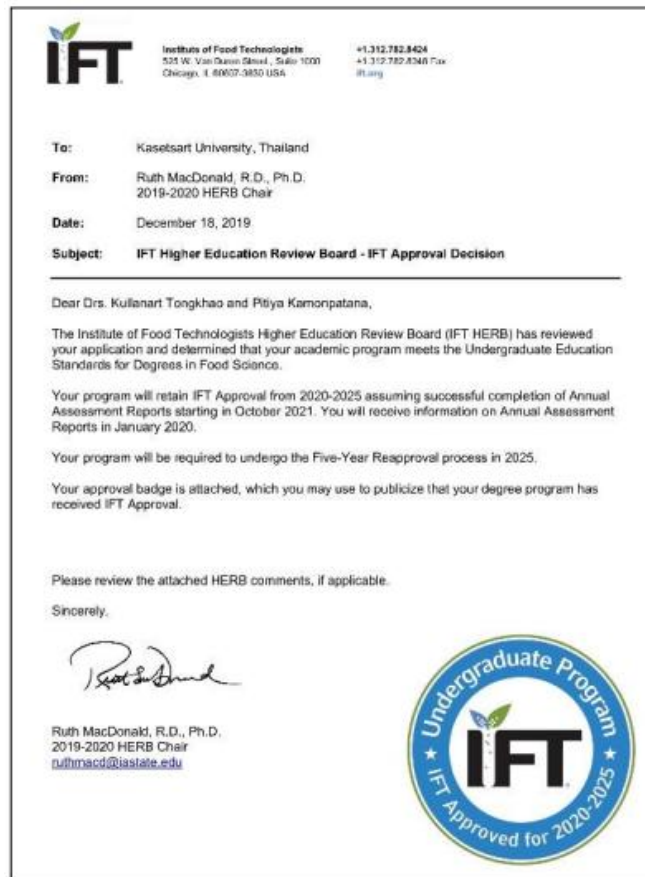 IFT
Institute of Food Technologists
525 W. Van Buren Street, Suite 1000
Chicago, IL 60607-3830 USA
+1.312.782.8424
+1.312.782.8348 Fax
ift.org
To: Kasetsart University, Thailand
From: Ruth MacDonald, R.D., Ph.D.
2019-2020 HERB Chair
Date: December 18, 2019
Subject: IFT Higher Education Review Board - IFT Approval Decision
Dear Drs. Kullanart Tongkhao and Pitiya Kamonpatana,
The Institute of Food Technologists Higher Education Review Board (IFT HERB) has reviewed
your application and determined that your academic program meets the Undergraduate Education
Standards for Degrees in Food Science.
Your program will retain IFT Approval from 2020-2025 assuming successful completion of Annual
Assessment Reports starting in October 2021. You will receive information on Annual Assessment
Reports in January 2020.
Your program will be required to undergo the Five-Year Reapproval process in 2025.
Your approval badge is attached, which you may use to publicize that your degree program has
received IFT Approval.
Please review the attached HERB comments, if applicable.
Sincerely,
Ruth MacDonald, R.D., Ph.D.
2019-2020 HERB Chair
ruthmacd@iastate.edu
Undergraduate Program
IFT
IFT Approved for 2020-2025